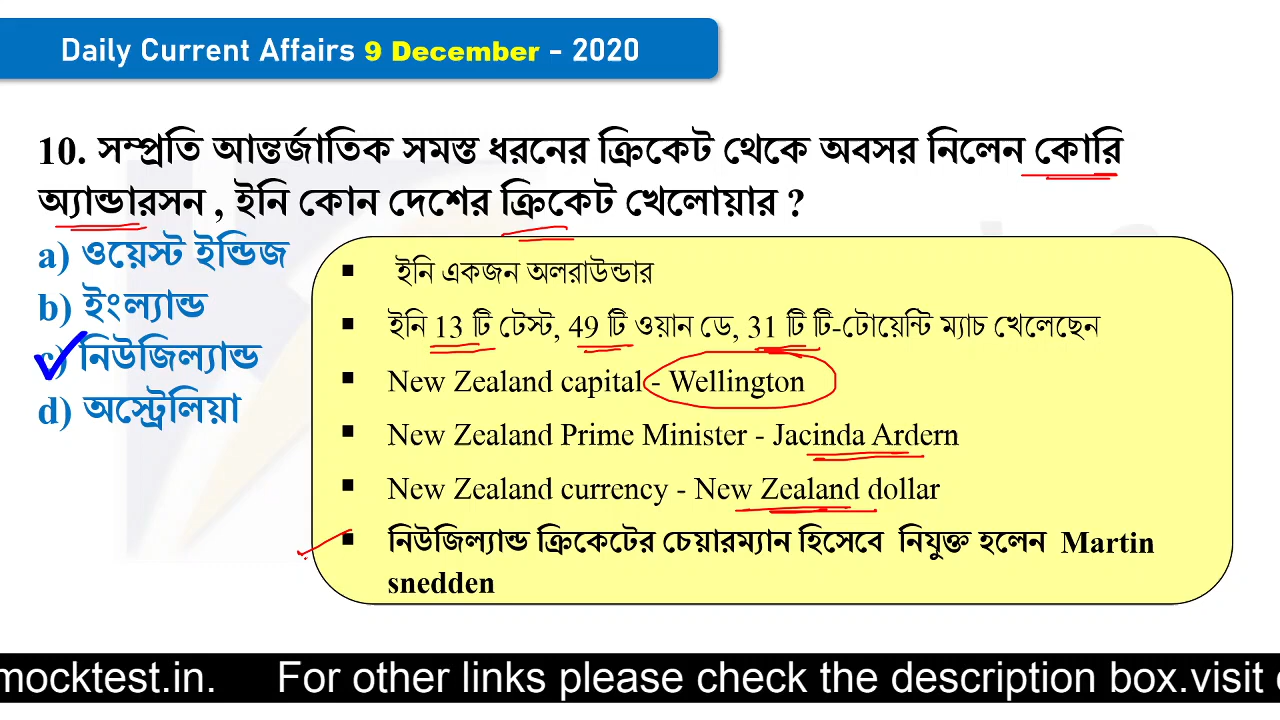 Daily Current Affairs 9 December - 2020
10. সম্প্রতি আন্তর্জাতিক সমস্ত ধরনের ক্রিকেট থেকে অবসর নিলেন কোরি
অ্যান্ডারসন , ইনি কোন দেশের ক্রিকেট খেলোয়ার ?
a) ওয়েস্ট ইন্ডিজ
b) ইংল্যান্ড
c) নিউজিল্যান্ড
d) অস্ট্রেলিয়া
▪ ইনি একজন অলরাউন্ডার
▪ ইনি 13 টি টেস্ট, 49 টি ওয়ান ডে, 31 টি টি-টোয়েন্টি ম্যাচ খেলেছেন
▪ New Zealand capital - Wellington
▪ New Zealand Prime Minister - Jacinda Ardern
▪ New Zealand currency - New Zealand dollar
▪ নিউজিল্যান্ড ক্রিকেটের চেয়ারম্যান হিসেবে নিযুক্ত হলেন Martin
snedden
mocktest.in. For other links please check the description box.visit